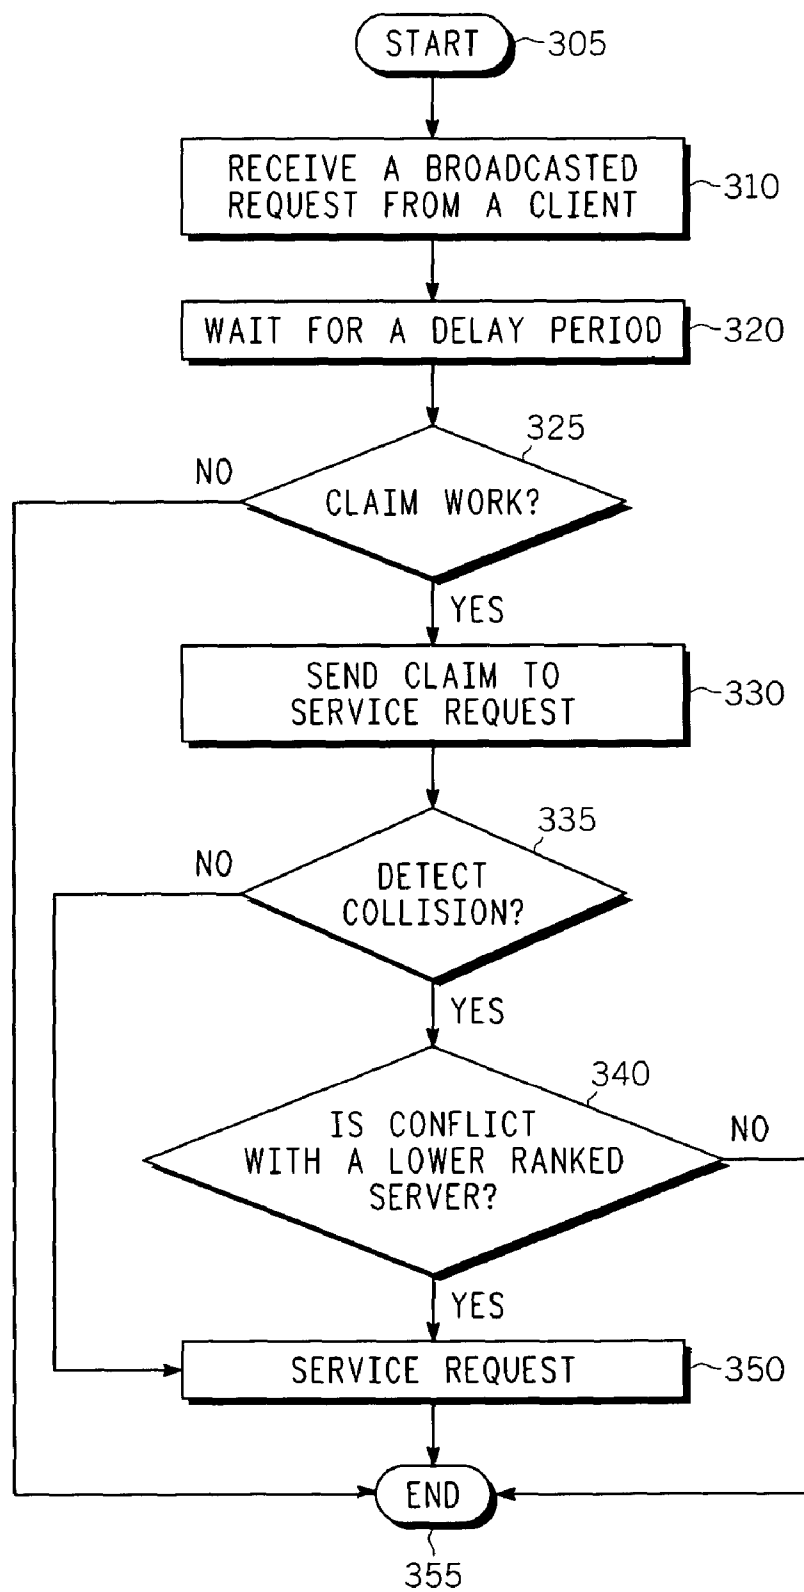 START
305
RECEIVE A BROADCASTED
REQUEST FROM A CLIENT
310
WAIT FOR A DELAY PERIOD
320
325
NO
CLAIM WORK?
YES
SEND CLAIM TO
SERVICE REQUEST
330
335
NO
DETECT
COLLISION?
YES
340
IS CONFLICT
WITH A LOWER RANKED
SERVER?
NO
YES
SERVICE REQUEST
350
END
355